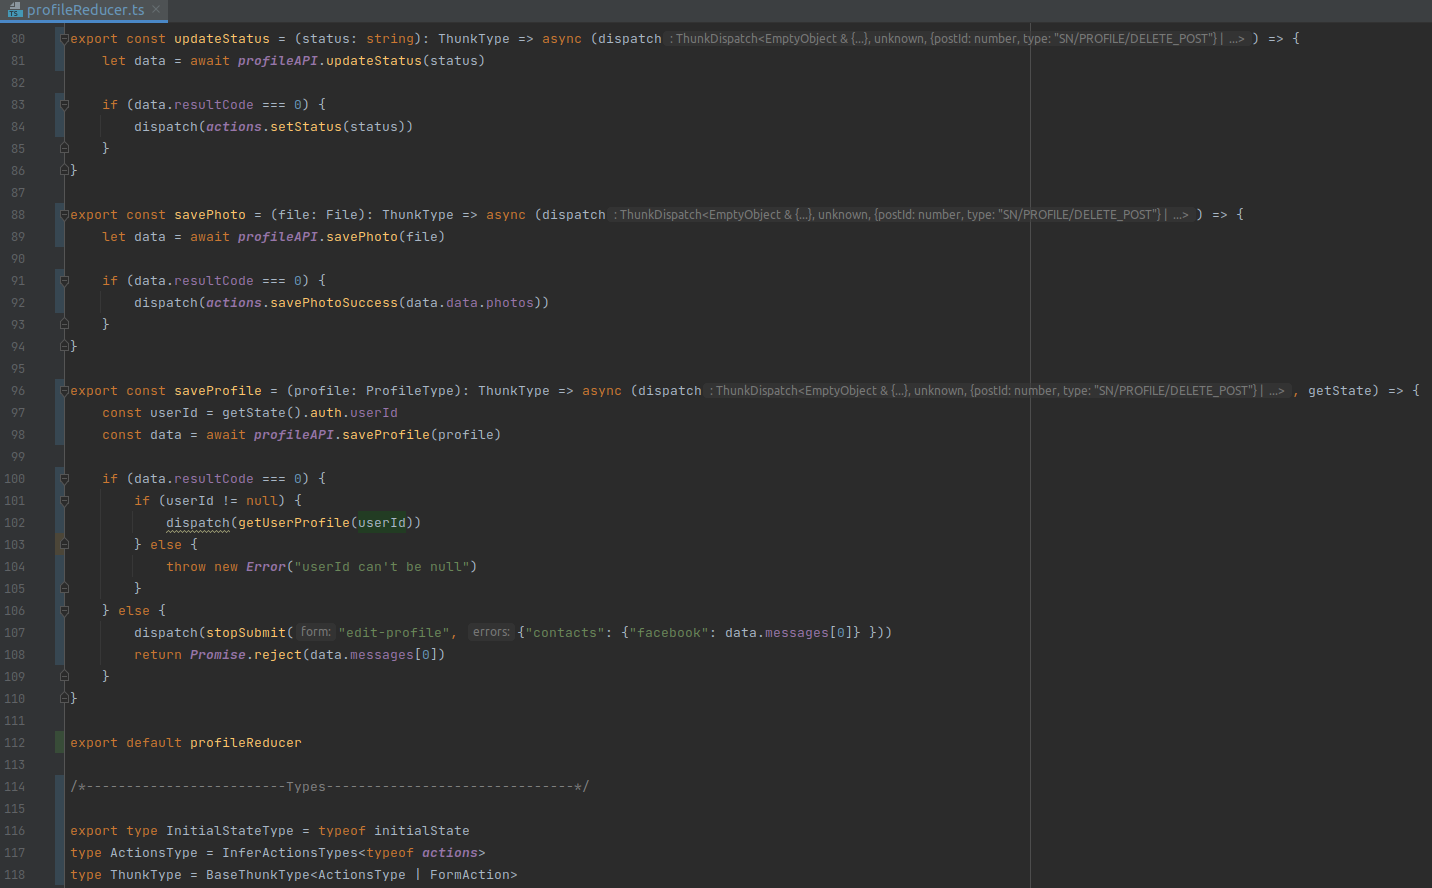 profileReducer.ts ×
80 export const updateStatus = (status: string): ThunkType => async (dispatch : ThunkDispatch<EmptyObject & {...}, unknown, {postId: number, type: "SN/PROFILE/DELETE_POST"} | ...> ) => {
81     let data = await profileAPI.updateStatus(status)
82
83     if (data.resultCode === 0) {
84         dispatch(actions.setStatus(status))
85     }
86 }
87
88 export const savePhoto = (file: File): ThunkType => async (dispatch : ThunkDispatch<EmptyObject & {...}, unknown, {postId: number, type: "SN/PROFILE/DELETE_POST"} | ...> ) => {
89     let data = await profileAPI.savePhoto(file)
90
91     if (data.resultCode === 0) {
92         dispatch(actions.savePhotoSuccess(data.data.photos))
93     }
94 }
95
96 export const saveProfile = (profile: ProfileType): ThunkType => async (dispatch : ThunkDispatch<EmptyObject & {...}, unknown, {postId: number, type: "SN/PROFILE/DELETE_POST"} | ...> , getState) => {
97     const userId = getState().auth.userId
98     const data = await profileAPI.saveProfile(profile)
99
100     if (data.resultCode === 0) {
101         if (userId != null) {
102             dispatch(getUserProfile(userId))
103         } else {
104             throw new Error("userId can't be null")
105         }
106     } else {
107         dispatch(stopSubmit( form: "edit-profile", errors: {"contacts": {"facebook": data.messages[0]} }))
108         return Promise.reject(data.messages[0])
109     }
110 }
111
112 export default profileReducer
113
114 /*-------------------------Types-------------------------------*/
115
116 export type InitialStateType = typeof initialState
117 type ActionsType = InferActionsTypes<typeof actions>
118 type ThunkType = BaseThunkType<ActionsType | FormAction>